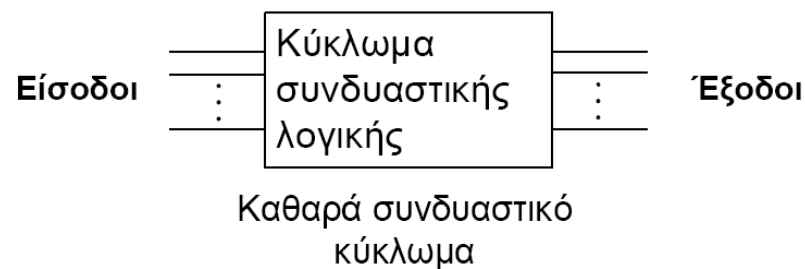 Είσοδοι
Κύκλωμα
συνδυαστικής
λογικής
Έξοδοι
Καθαρά συνδυαστικό
κύκλωμα